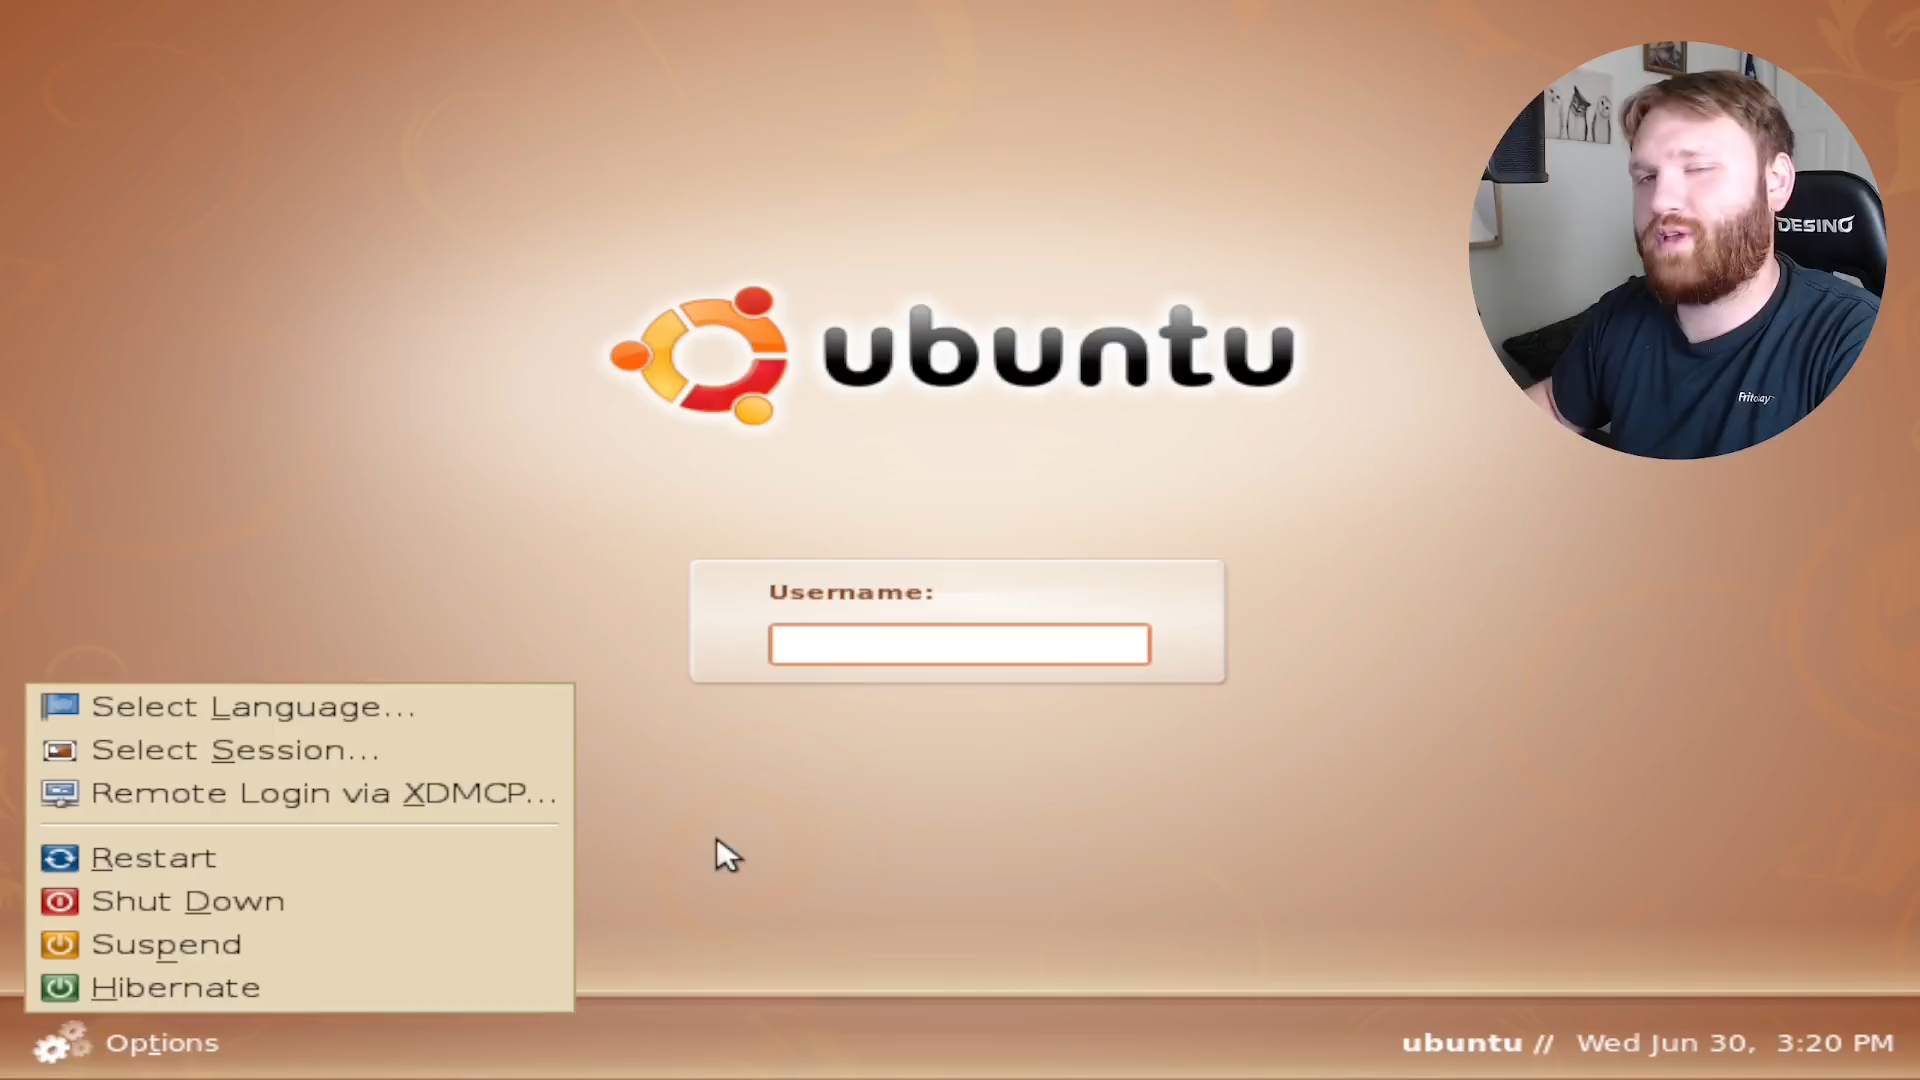 DESINO
Fritolay
ubuntu
Username:
Select Language...
Select Session...
Remote Login via XDMCP...
Restart
Shut Down
Suspend
Hibernate
Options
ubuntu // Wed Jun 30, 3:20 PM